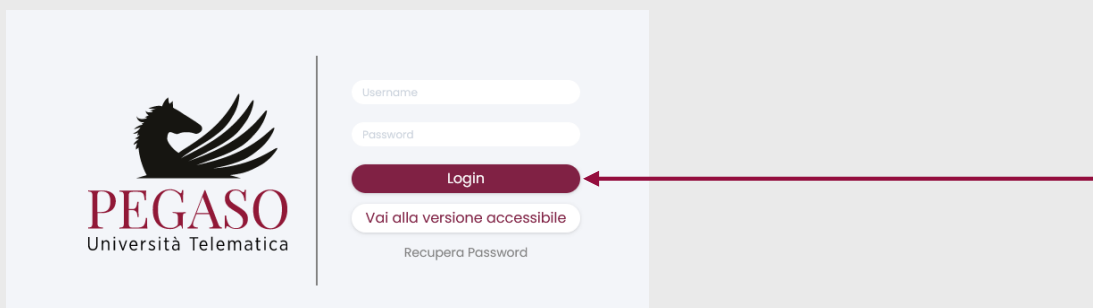 PEGASO
Università Telematica
Username
Password
Login
Vai alla versione accessibile
Recupera Password